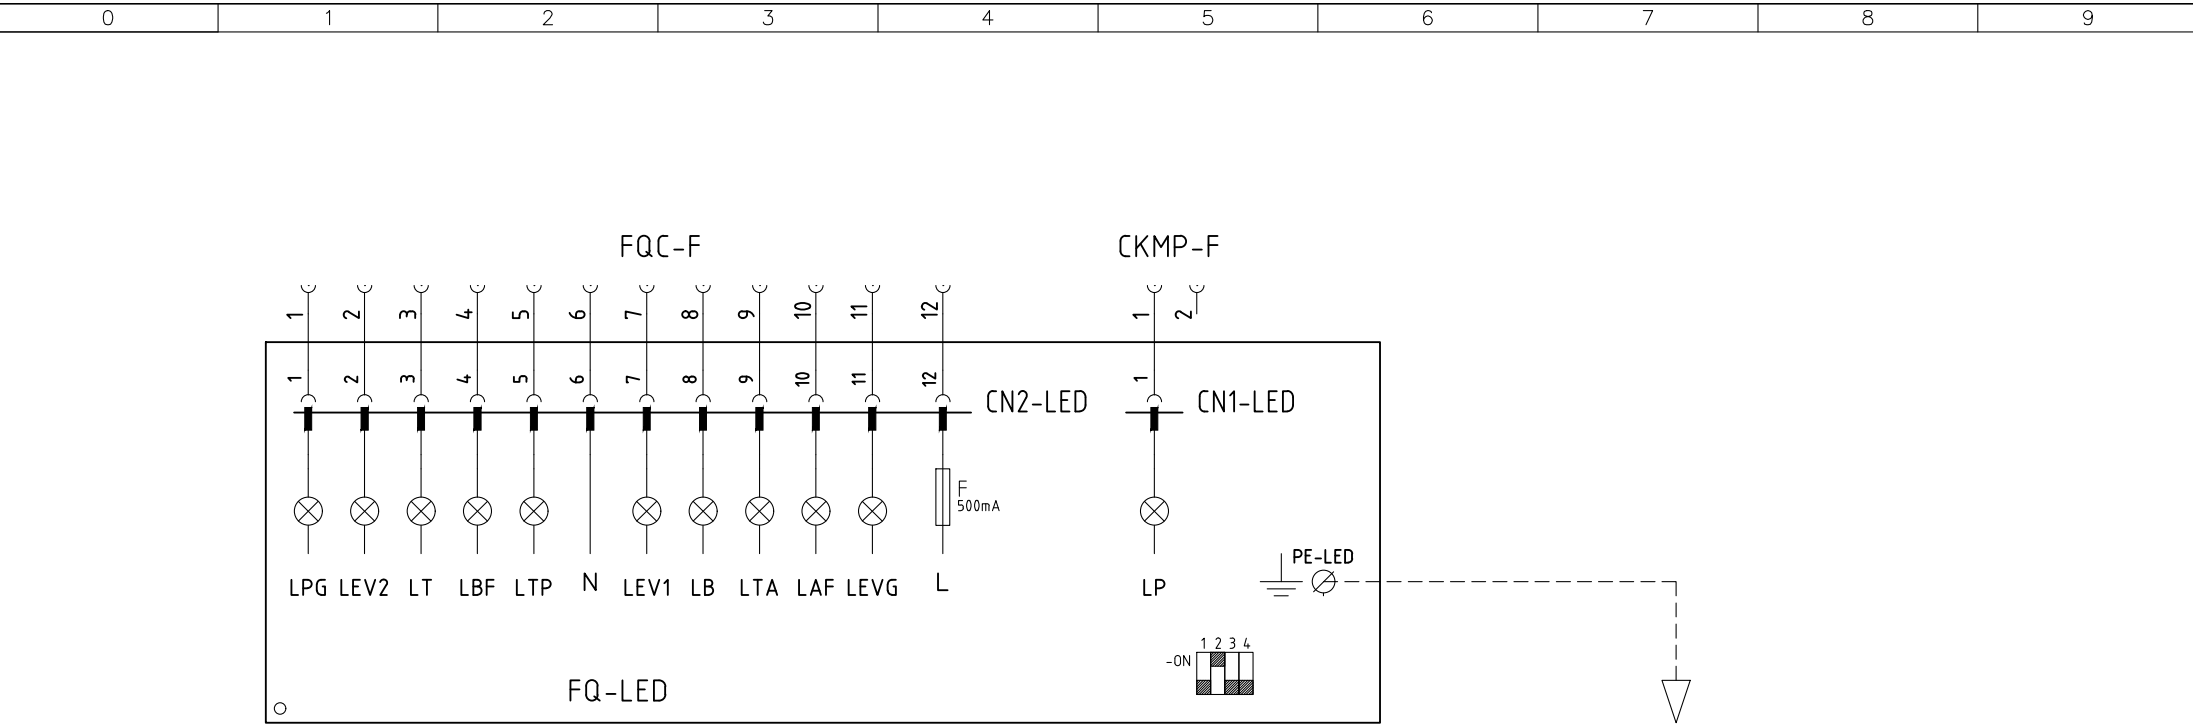 0 1 2 3 4 5 6 7 8 9
FQC-F CKMP-F
1 2 3 4 5 6 7 8 9 10 11 12 1 2
1 2 3 4 5 6 7 8 9 10 11 12 1
CN2-LED CN1-LED
F
500mA
PE-LED
LPG LEV2 LT LBF LTP N LEV1 LB LTA LAF LEVG L LP
1 2 3 4
-ON
FQ-LED